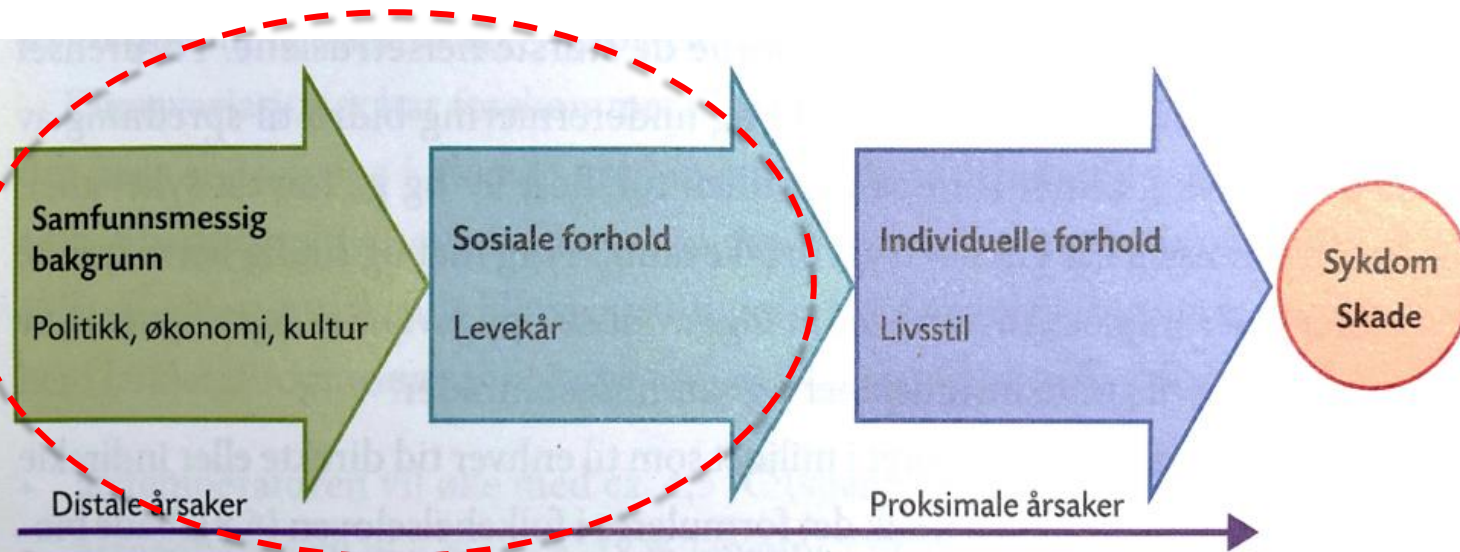 Samfunnsmessig
bakgrunn
Politikk, økonomi, kultur
Sosiale forhold
Levekår
Individuelle forhold
Livsstil
Sykdom
Skade
Distale årsaker
Proksimale årsaker